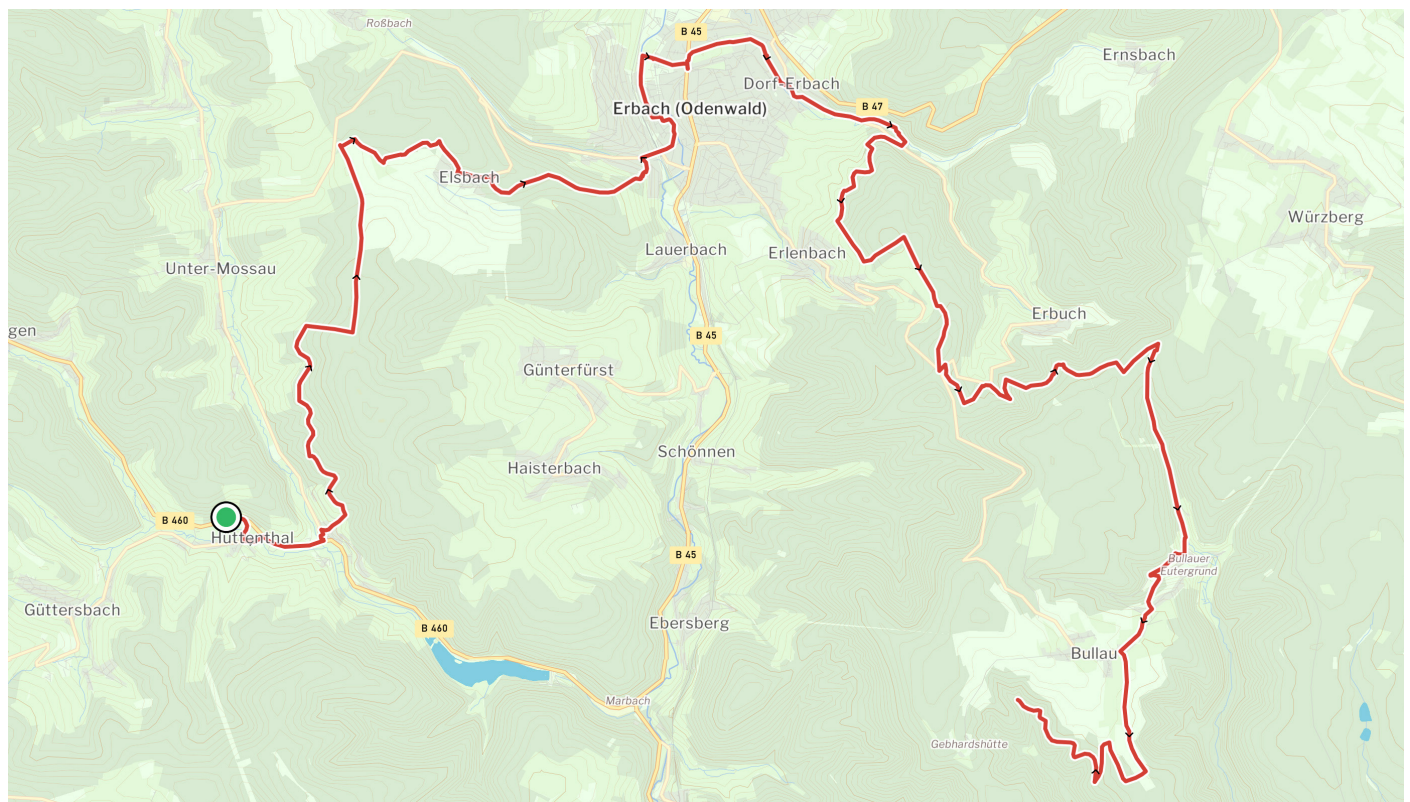 Roßbach
B 45
Ernsbach
Dorf-Erbach
Erbach (Odenwald)
B 47
Elsbach
Würzberg
Lauerbach
Erlenbach
Unter-Mossau
Erbuch
gen
B 45
Günterfürst
Schönnen
Haisterbach
B 460
Hüttenthal
B 45
Bullauer
Eutergrund
Güttersbach
Ebersberg
B 460
Bullau
Marbach
Gebhardshütte